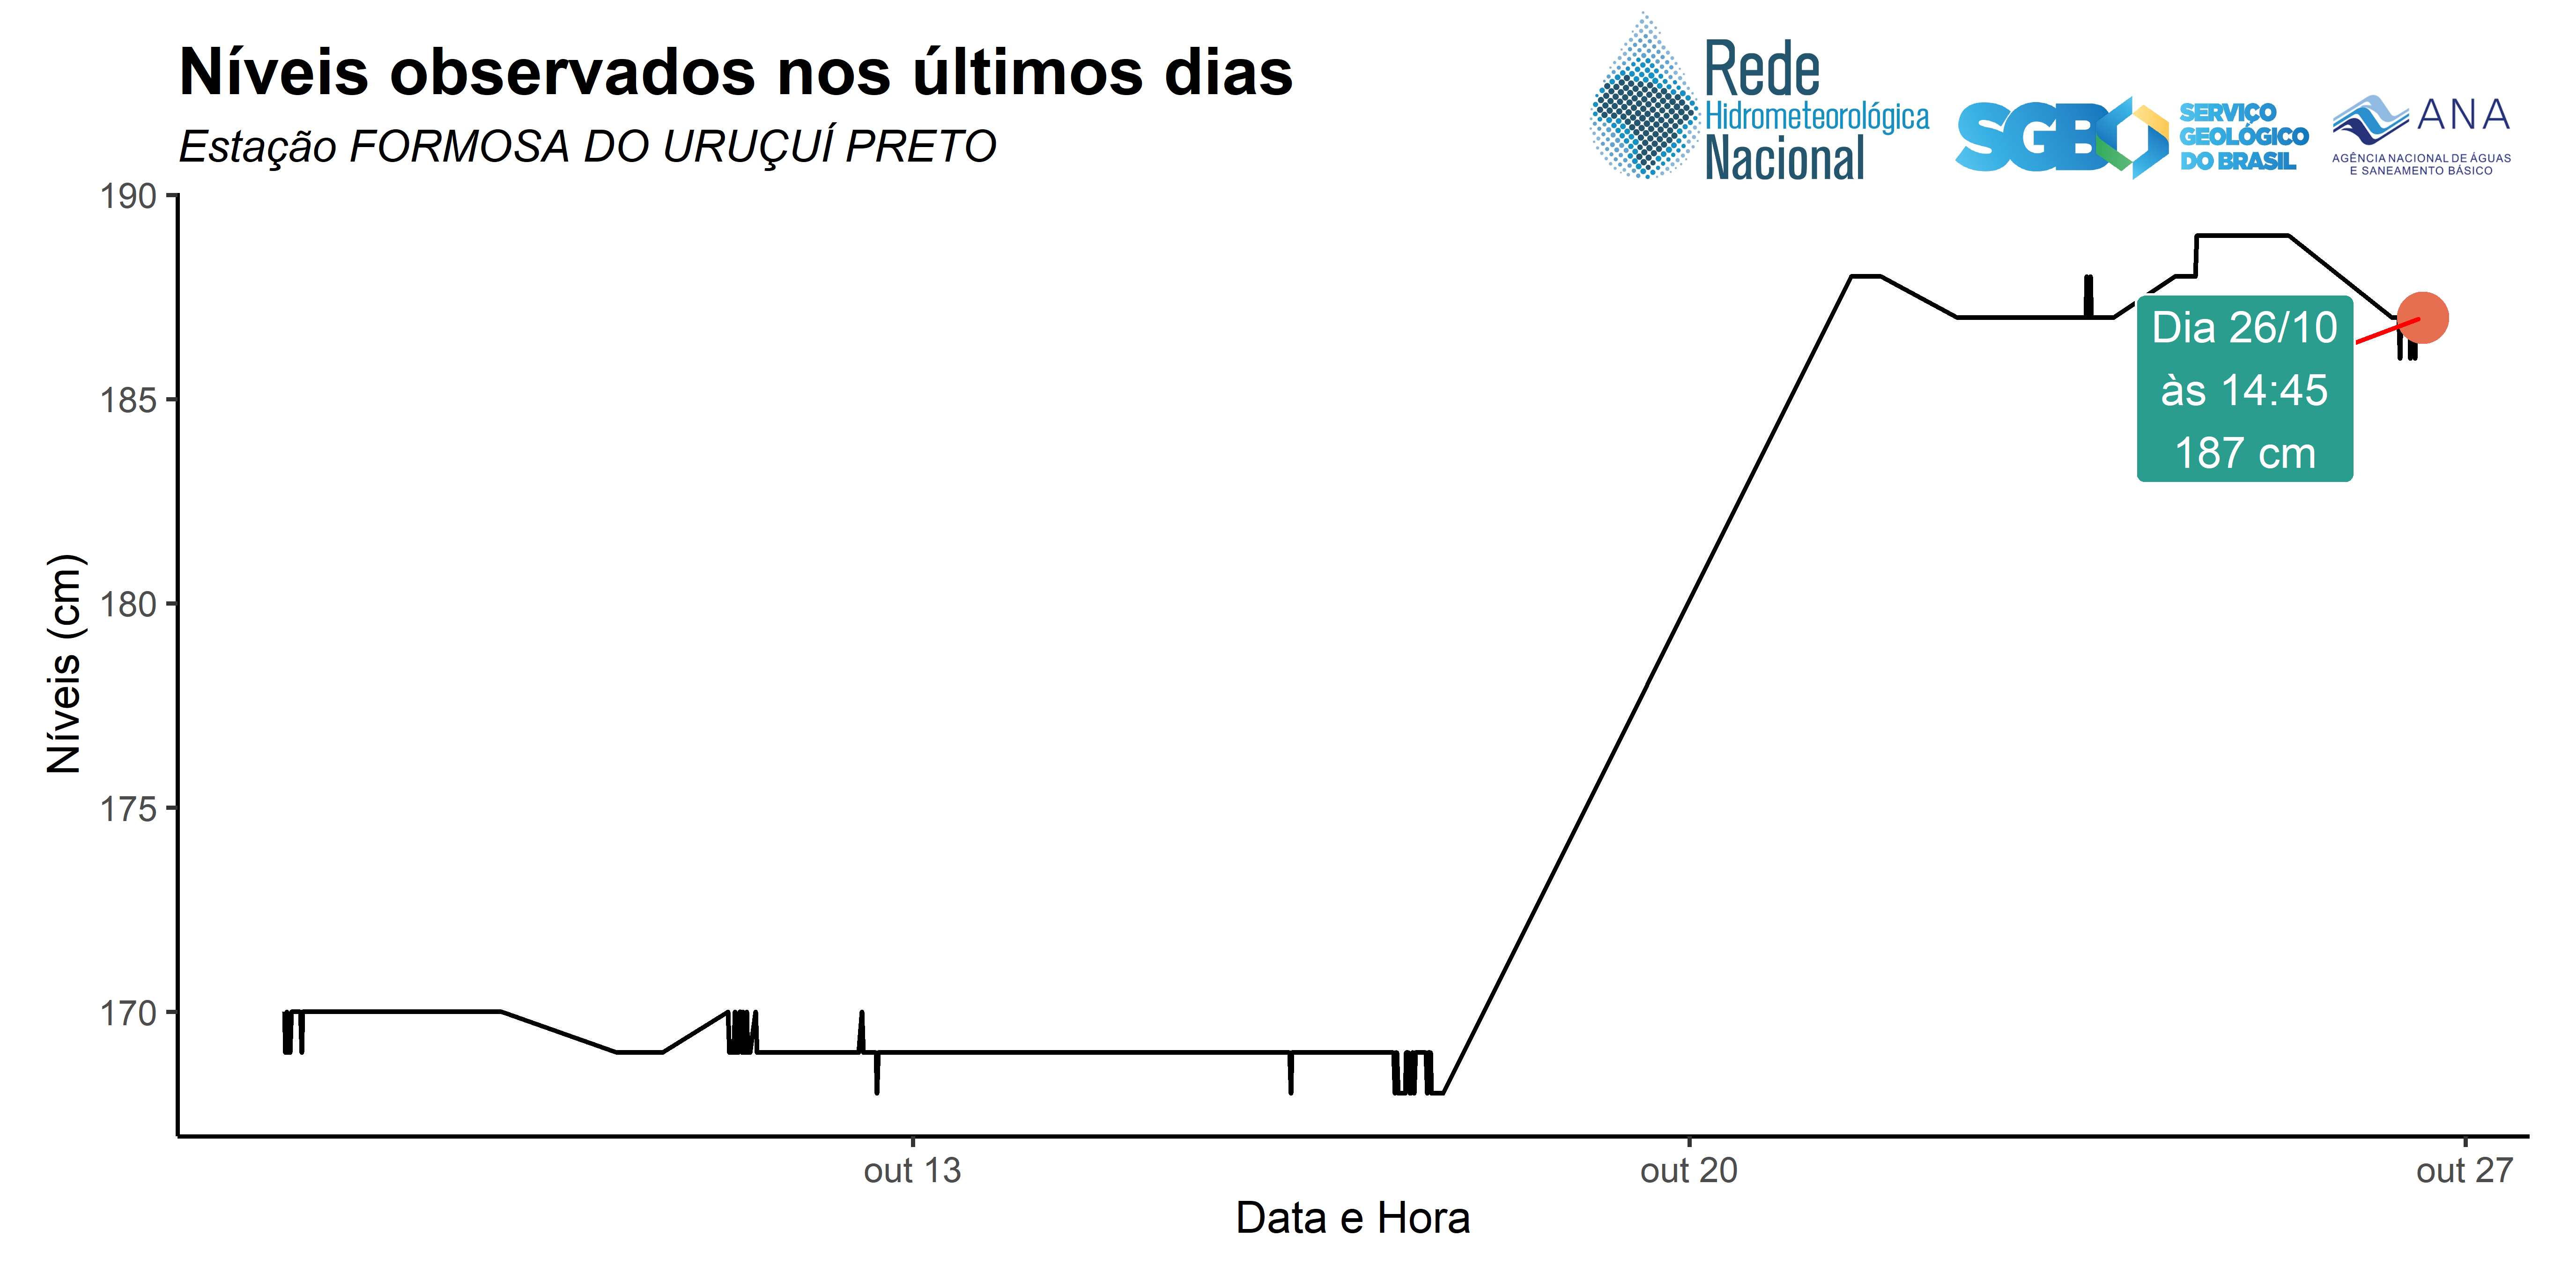 Níveis observados nos últimos dias
Estação FORMOSA DO URUÇUÍ PRETO
Rede
Hidrometeorológica
Nacional
SGB
SERVIÇO
GEOLÓGICO
DO BRASIL
ANA
AGÊNCIA NACIONAL DE ÁGUAS
E SANEAMENTO BÁSICO
190
185
180
175
170
Níveis (cm)
Dia 26/10
às 14:45
187 cm
out 13
out 20
out 27
Data e Hora